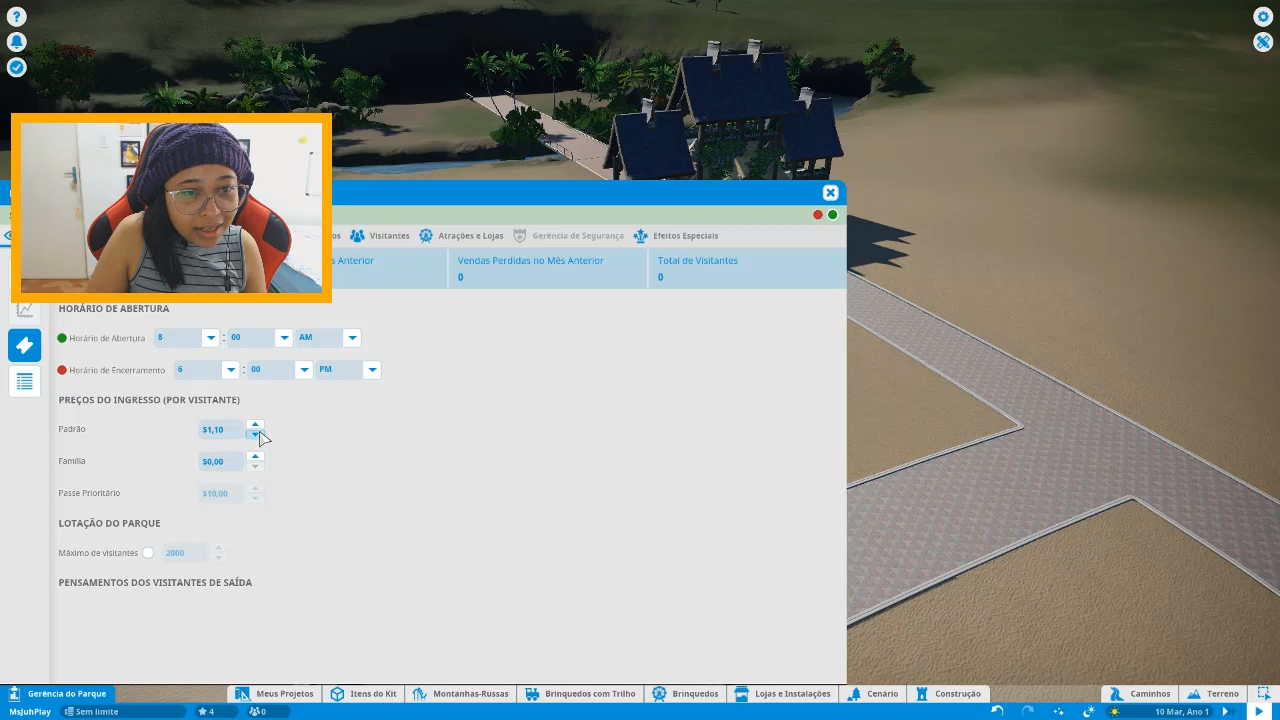 ?
os Visitantes Atrações e Lojas Gerência de Segurança Efeitos Especiais
s Anterior Vendas Perdidas no Mês Anterior Total de Visitantes
0 0
HORÁRIO DE ABERTURA
Horário de Abertura 8 : 00 AM
Horário de Encerramento 6 : 00 PM
PREÇOS DO INGRESSO (POR VISITANTE)
Padrão $1,10
Família $0,00
Passe Prioritário $10,00
LOTAÇÃO DO PARQUE
Máximo de visitantes 2000
PENSAMENTOS DOS VISITANTES DE SAÍDA
Gerência do Parque Meus Projetos Itens do Kit Montanhas-Russas Brinquedos com Trilho Brinquedos Lojas e Instalações Cenário Construção Caminhos Terreno
MsJuhPlay Sem limite 4 0 10 Mar, Ano 1